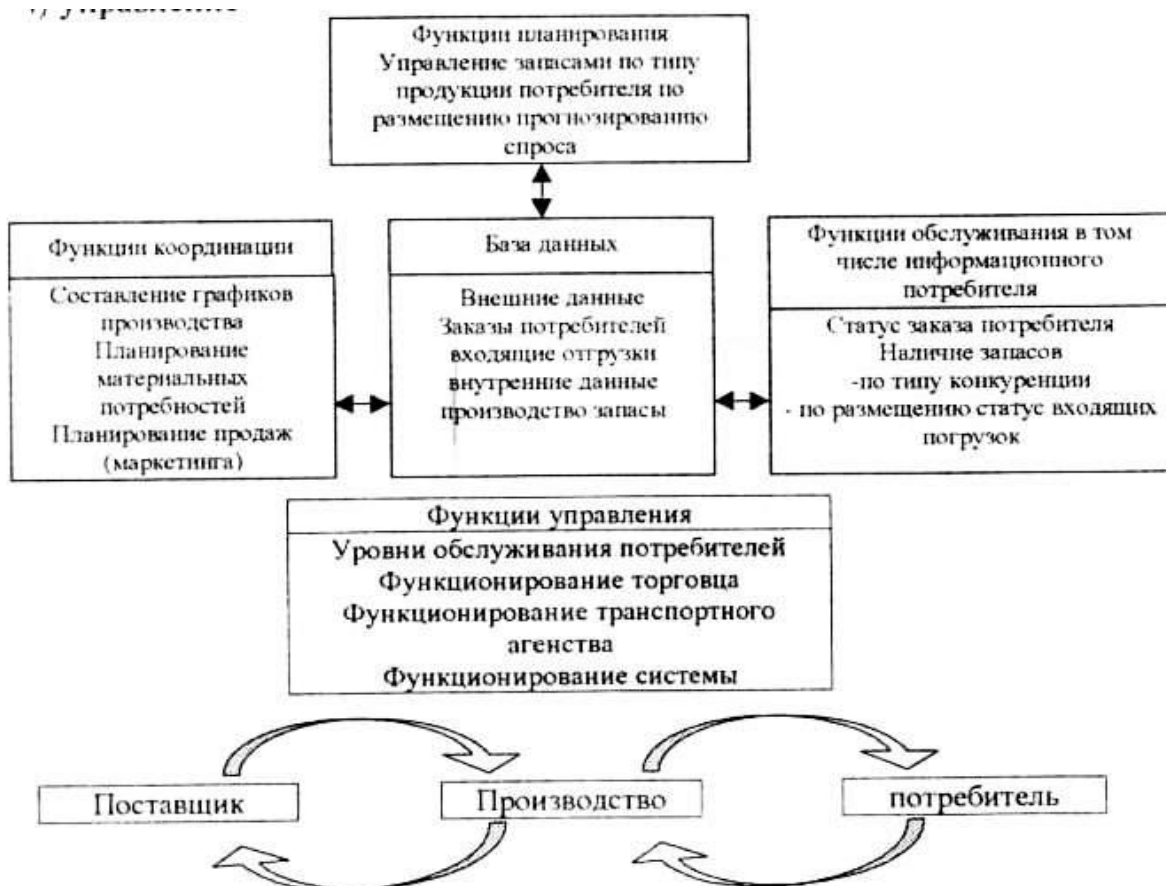 управление
Функции планирования
Управление запасами по типу
продукции потребителя по
размещению прогнозированию
спроса
Функции координации
Составление графиков
производства
Планирование
материальных
потребностей
Планирование продаж
(маркетинга)
База данных
Внешние данные
Заказы потребителей
входящие отгрузки
внутренние данные
производство запасы
Функции обслуживания в том
числе информационного
потребителя
Статус заказа потребителя
Наличие запасов
-по типу конкуренции
- по размещению статус входящих
погрузок
Функции управления
Уровни обслуживания потребителей
Функционирование торговца
Функционирование транспортного
агенства
Функционирование системы
Поставщик
Производство
потребитель